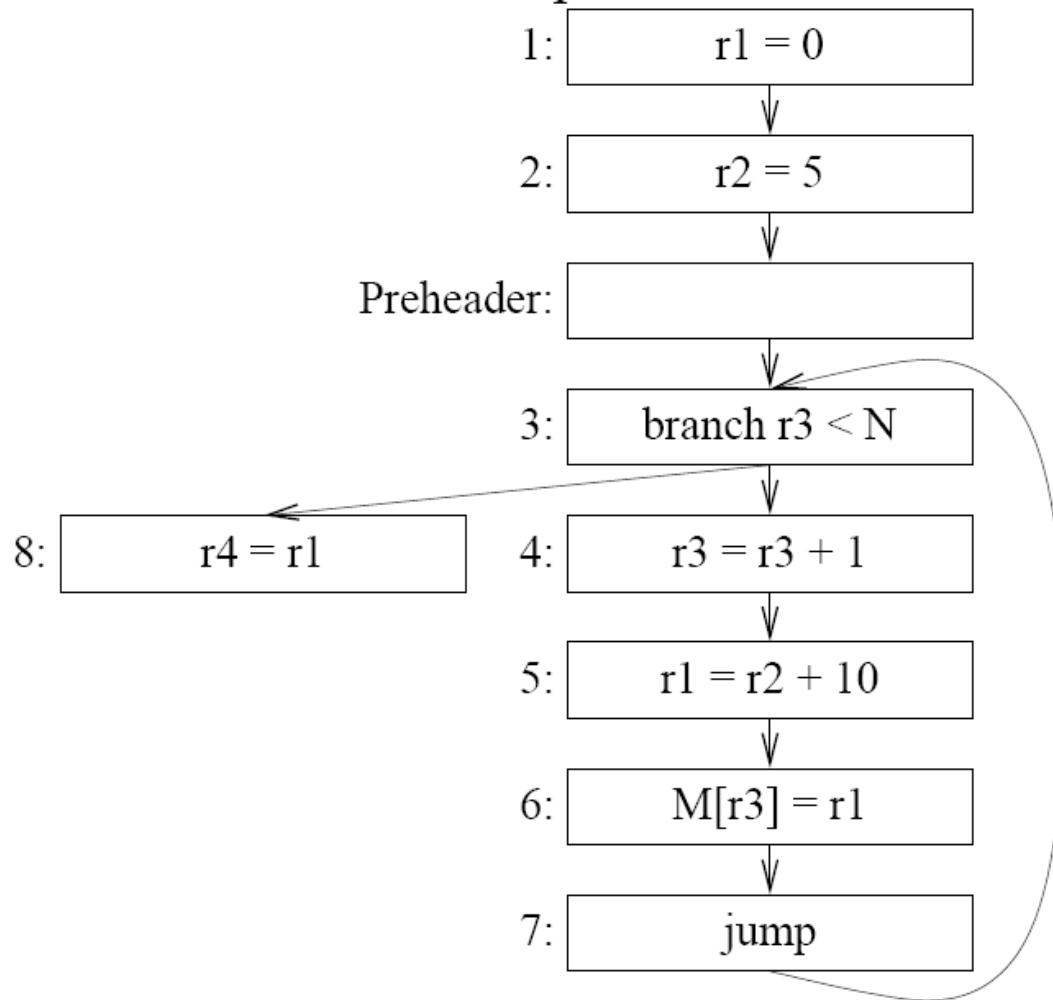 1: r1 = 0
2: r2 = 5
Preheader:
3: branch r3 < N
8: r4 = r1
4: r3 = r3 + 1
5: r1 = r2 + 10
6: M[r3] = r1
7: jump